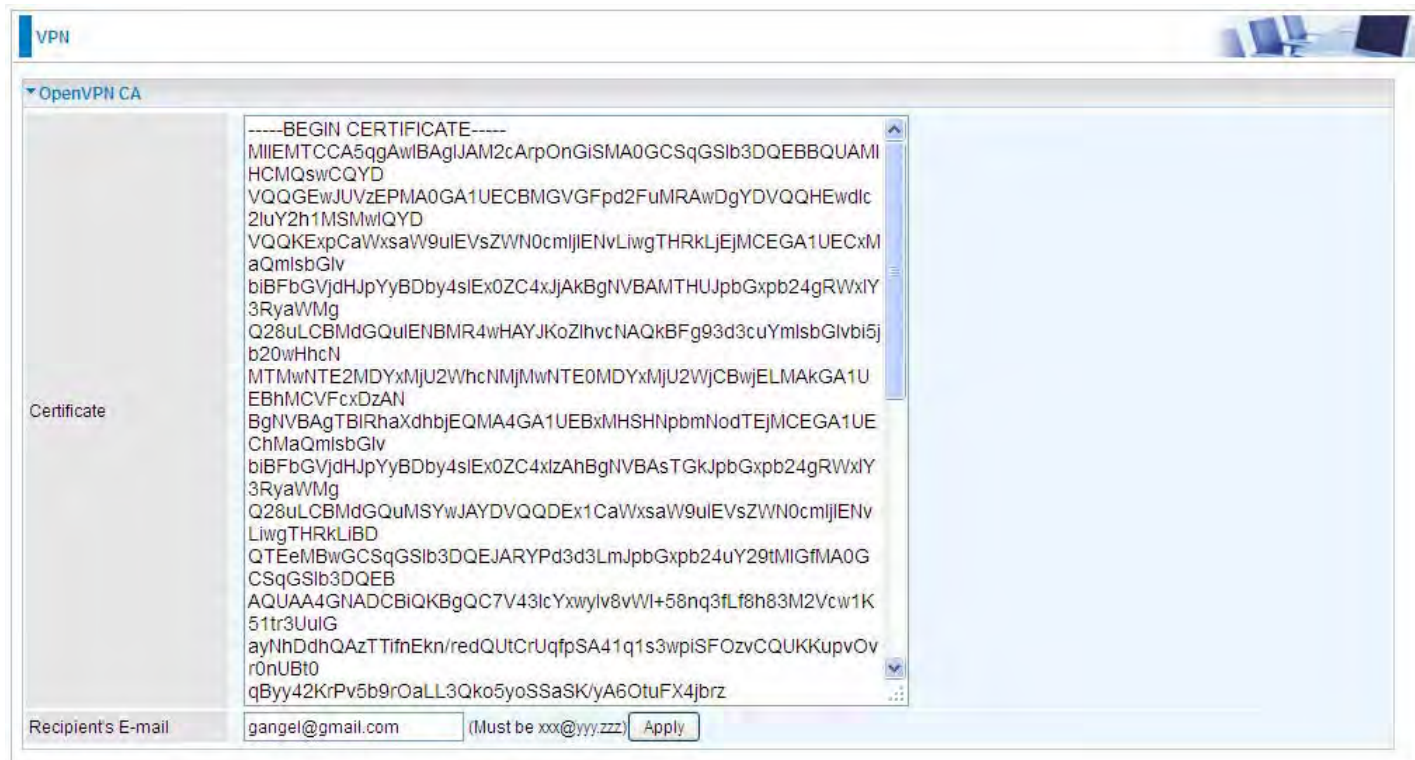 VPN
OpenVPN CA
-----BEGIN CERTIFICATE-----
MIIEMTCCA5qgAwIBAgIJAM2cArpOnGiSMA0GCSqGSIb3DQEBBQUAMI
HCMQswCQYD
VQQGEwJUVzEPMA0GA1UECBMGVGFpd2FuMRAwDgYDVQQHEwdIc
2luY2h1MSMwIQYD
VQQKExpCaWxsaW9uIEVsZWN0cmljIENvLiwgTHRkLjEjMCEGA1UECxM
aQmlsbGlv
biBFbGVjdHJpYyBDby4sIEx0ZC4xJjAkBgNVBAMTHUJpbGxpb24gRWxlY
3RyaWMg
Q28uLCBMdGQuIENBMR4wHAYJKoZIhvcNAQkBFg93d3cuYmlsbGlvbi5j
b20wHhcN
MTMwNTE2MDYxMjU2WhcNMjMwNTE0MDYxMjU2WjCBwjELMAkGA1U
EBhMCVFcxDzAN
BgNVBAgTBlRhaXdhbjEQMA4GA1UEBxMHSHNpbmNodTEjMCEGA1UE
ChMaQmlsbGlv
biBFbGVjdHJpYyBDby4sIEx0ZC4xIzAhBgNVBAsTGkJpbGxpb24gRWxlY
3RyaWMg
Q28uLCBMdGQuMSYwJAYDVQQDEx1CaWxsaW9uIEVsZWN0cmljIENv
LiwgTHRkLiBD
QTEeMBwGCSqGSIb3DQEJARYPd3d3LmJpbGxpb24uY29tMIGfMA0G
CSqGSIb3DQEB
AQUAA4GNADCBiQKBgQC7V43lcYxwylv8vWl+58nq3fLf8h83M2Vcw1K
51tr3UuIG
ayNhDdhQAzTTifnEkn/redQUtCrUqfpSA41q1s3wpiSFOzvCQUKKupvOv
r0nUBt0
qByy42KrPv5b9rOaLL3Qko5yoSSaSK/yA6OtuFX4jbrz
Certificate
Recipient's E-mail gangel@gmail.com (Must be xxx@yyy.zzz) Apply